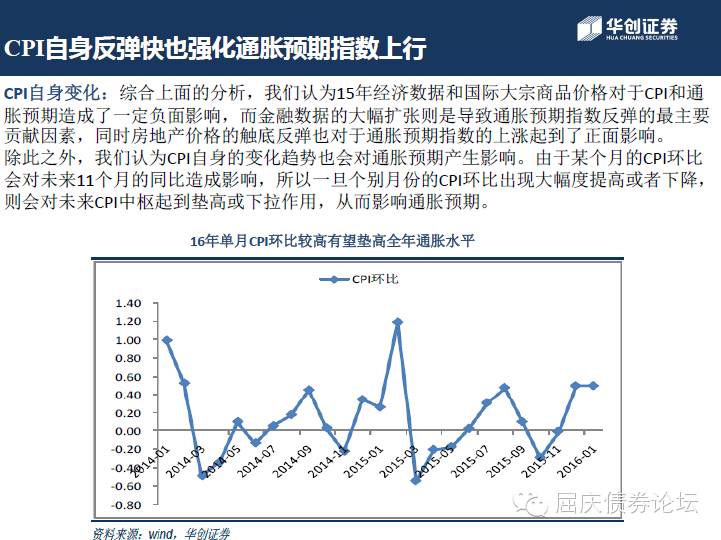 CPI自身反弹快也强化通胀预期指数上行
华创证券
HUA CHUANG SECURITIES
CPI自身变化：综合上面的分析，我们认为15年经济数据和国际大宗商品价格对于CPI和通
胀预期造成了一定负面影响，而金融数据的大幅扩张则是导致通胀预期指数反弹的最主要
贡献因素，同时房地产价格的触底反弹也对于通胀预期指数的上涨起到了正面影响。
除此之外，我们认为CPI自身的变化趋势也会对通胀预期产生影响。由于某个月的CPI环比
会对未来11个月的同比造成影响，所以一旦个别月份的CPI环比出现大幅度提高或者下降，
则会对未来CPI中枢起到垫高或下拉作用，从而影响通胀预期。
16年单月CPI环比较高有望垫高全年通胀水平
CPI环比
1.40
1.20
1.00
0.80
0.60
0.40
0.20
0.00
-0.20
-0.40
-0.60
-0.80
2014-01
2014-03
2014-05
2014-07
2014-09
2014-11
2015-01
2015-03
2015-05
2015-07
2015-09
2015-11
2016-01
屈庆债券论坛
资料来源：wind，华创证券